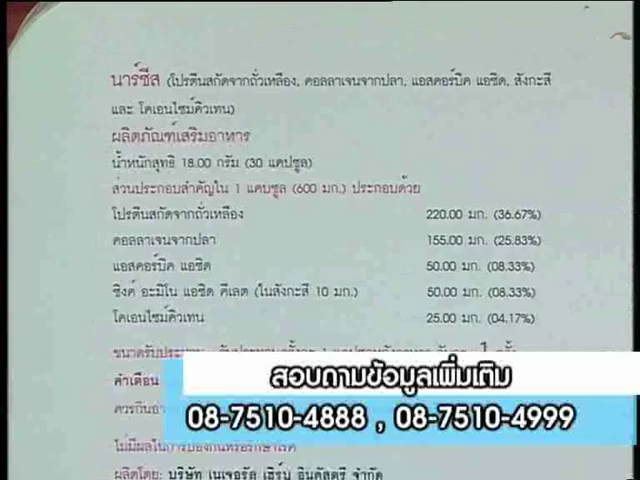 นาร์ซีส (โปรตีนสกัดจากถั่วเหลือง, คอลลาเจนจากปลา, แอสคอร์บิค แอซิด, สังกะสี
และ โคเอนไซม์คิวเทน)
ผลิตภัณฑ์เสริมอาหาร
น้ำหนักสุทธิ 18.00 กรัม (30 แคปซูล)
ส่วนประกอบสำคัญใน 1 แคปซูล (600 มก.) ประกอบด้วย
โปรตีนสกัดจากถั่วเหลือง 220.00 มก. (36.67%)
คอลลาเจนจากปลา 155.00 มก. (25.83%)
แอสคอร์บิค แอซิด 50.00 มก. (08.33%)
ซิงค์ อะมิโน แอซิด คีเลต (ในสังกะสี 10 มก.) 50.00 มก. (08.33%)
โคเอนไซม์คิวเทน 25.00 มก. (04.17%)
คำเตือน
สอบถามข้อมูลเพิ่มเติม
08-7510-4888 , 08-7510-4999
ไม่มีผลในการป้องกันหรือรักษาโรค
ผลิตโดย: บริษัท เนเจอรัล เฮิร์บ อินดัสตรี จำกัด